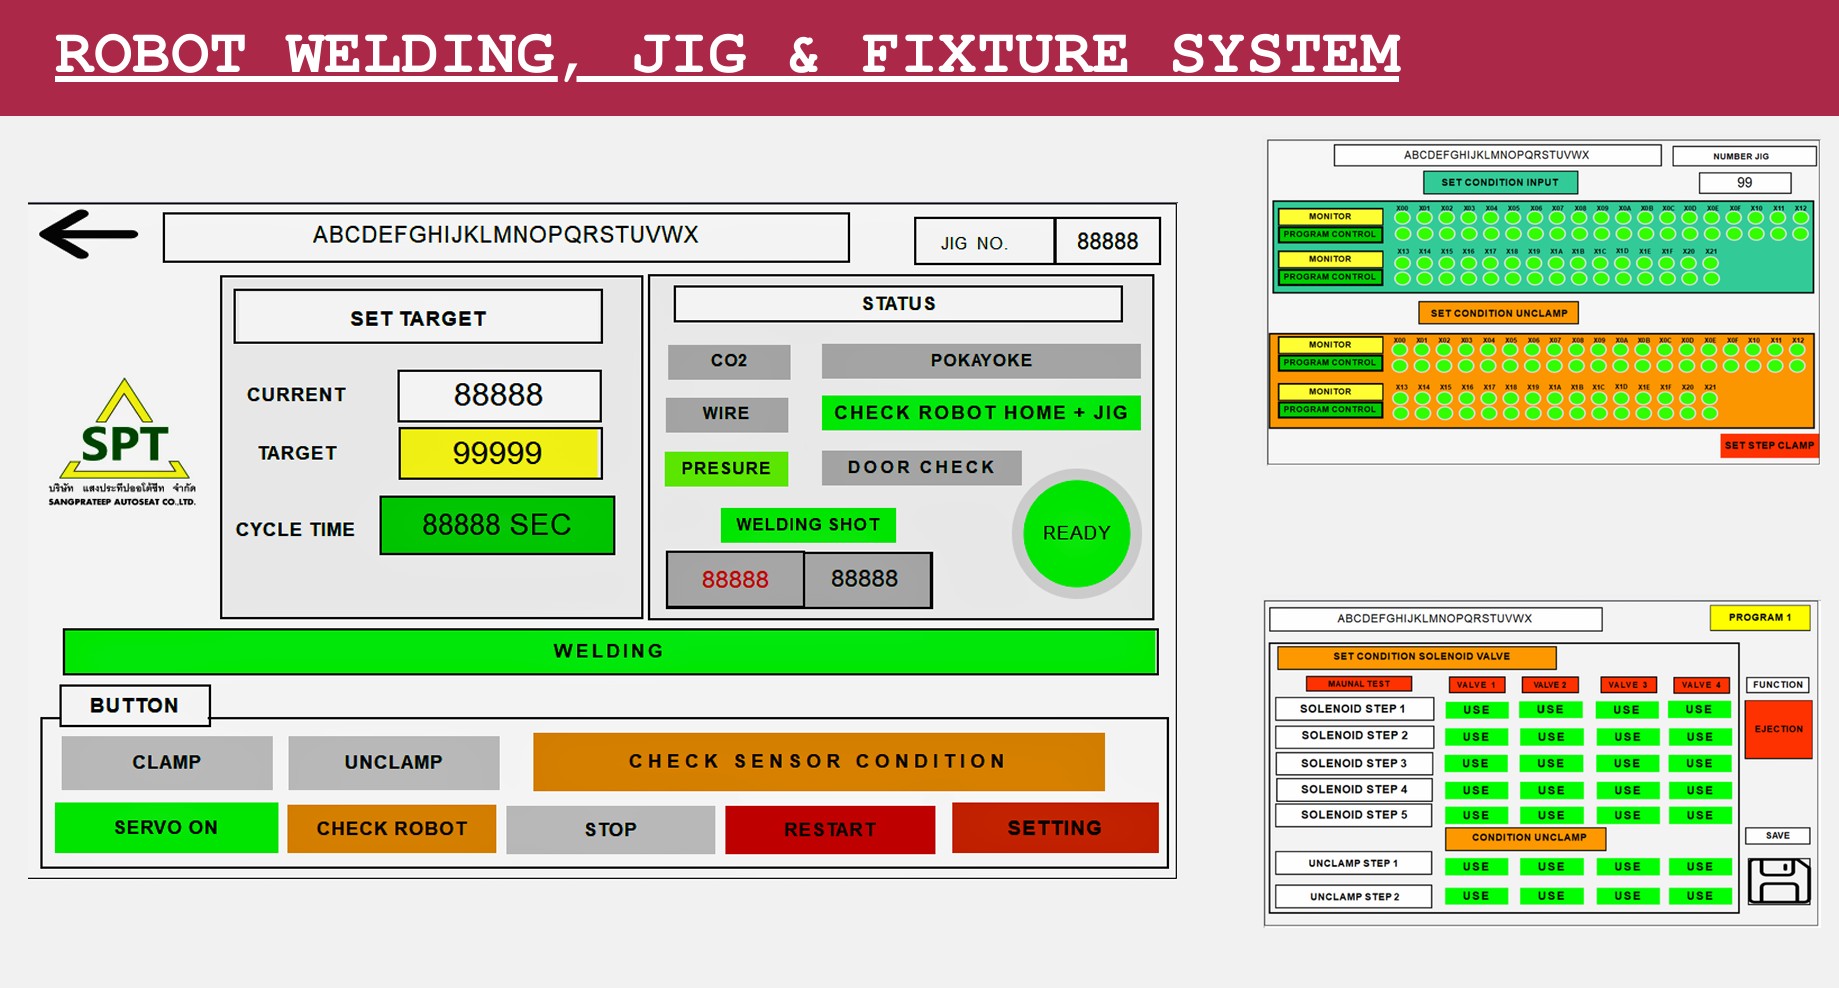 ROBOT WELDING, JIG & FIXTURE SYSTEM
ABCDEFGHIJKLMNOPQRSTUVWX
JIG NO. 88888
SET TARGET
CURRENT 88888
TARGET 99999
CYCLE TIME 88888 SEC
STATUS
CO2 POKAYOKE
WIRE CHECK ROBOT HOME + JIG
PRESURE DOOR CHECK
WELDING SHOT
READY
88888 88888
SPT
บริษัท แสงประทีปออโต้ซีท จำกัด
SANGPRATEEP AUTOSEAT CO.,LTD.
WELDING
BUTTON
CLAMP UNCLAMP CHECK SENSOR CONDITION
SERVO ON CHECK ROBOT STOP RESTART SETTING
ABCDEFGHIJKLMNOPQRSTUVWX NUMBER JIG
SET CONDITION INPUT 99
X00 X01 X02 X03 X04 X05 X06 X07 X08 X09 X0A X0B X0C X0D X0E X0F X10 X11 X12
MONITOR
PROGRAM CONTROL
X13 X14 X15 X16 X17 X18 X19 X1A X1B X1C X1D X1E X1F X20 X21
MONITOR
PROGRAM CONTROL
SET CONDITION UNCLAMP
X00 X01 X02 X03 X04 X05 X06 X07 X08 X09 X0A X0B X0C X0D X0E X0F X10 X11 X12
MONITOR
PROGRAM CONTROL
X13 X14 X15 X16 X17 X18 X19 X1A X1B X1C X1D X1E X1F X20 X21
MONITOR
PROGRAM CONTROL
SET STEP CLAMP
ABCDEFGHIJKLMNOPQRSTUVWX PROGRAM 1
SET CONDITION SOLENOID VALVE
MAUNAL TEST VALVE 1 VALVE 2 VALVE 3 VALVE 4 FUNCTION
SOLENOID STEP 1 USE USE USE USE
EJECTION
SOLENOID STEP 2 USE USE USE USE
SOLENOID STEP 3 USE USE USE USE
SOLENOID STEP 4 USE USE USE USE
SOLENOID STEP 5 USE USE USE USE
CONDITION UNCLAMP SAVE
UNCLAMP STEP 1 USE USE USE USE
UNCLAMP STEP 2 USE USE USE USE